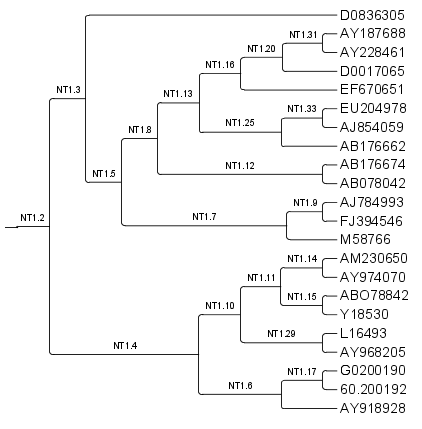 D0836305
NT1.31
AY187688
NT1.20
AY228461
NT1.16
D0017065
NT1.3
EF670651
NT1.13
NT1.33
EU204978
NT1.25
AJ854059
NT1.8
AB176662
NT1.12
AB176674
NT1.5
AB078042
NT1.9
AJ784993
NT1.7
FJ394546
NT1.2
M58766
NT1.14
AM230650
NT1.11
AY974070
NT1.15
ABO78842
NT1.10
Y18530
NT1.29
L16493
NT1.4
AY968205
NT1.17
G0200190
NT1.6
60.200192
AY918928